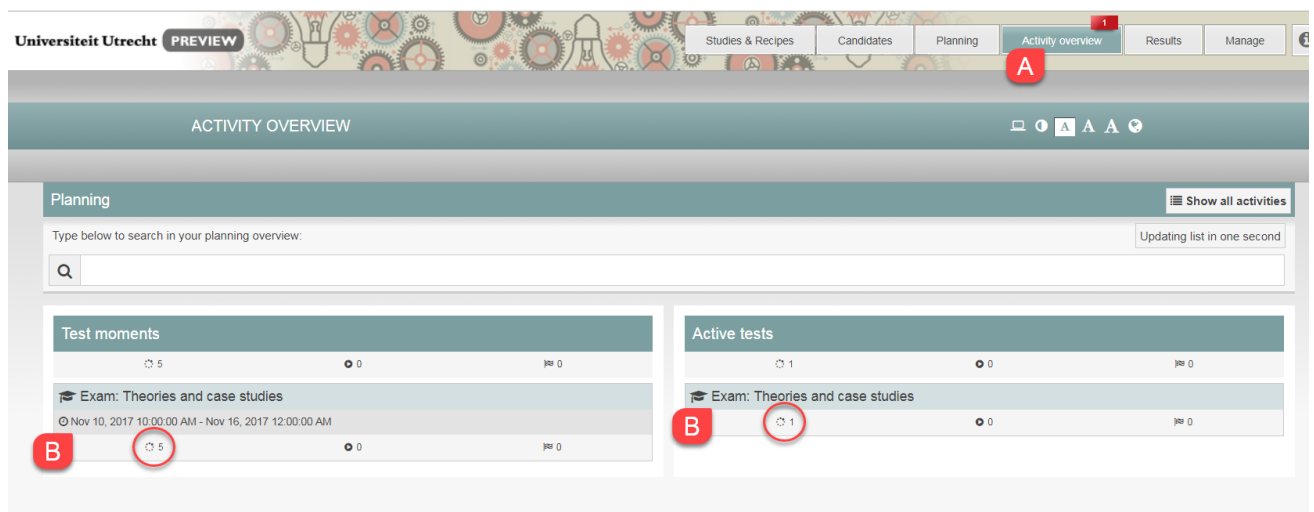 Universiteit Utrecht PREVIEW
Studies & Recipes Candidates Planning Activity overview 1 Results Manage
A
ACTIVITY OVERVIEW
A A A
Planning Show all activities
Type below to search in your planning overview: Updating list in one second
Test moments
5 0 0
Exam: Theories and case studies
Nov 10, 2017 10:00:00 AM - Nov 16, 2017 12:00:00 AM
B 5 0 0
Active tests
1 0 0
Exam: Theories and case studies
B 1 0 0